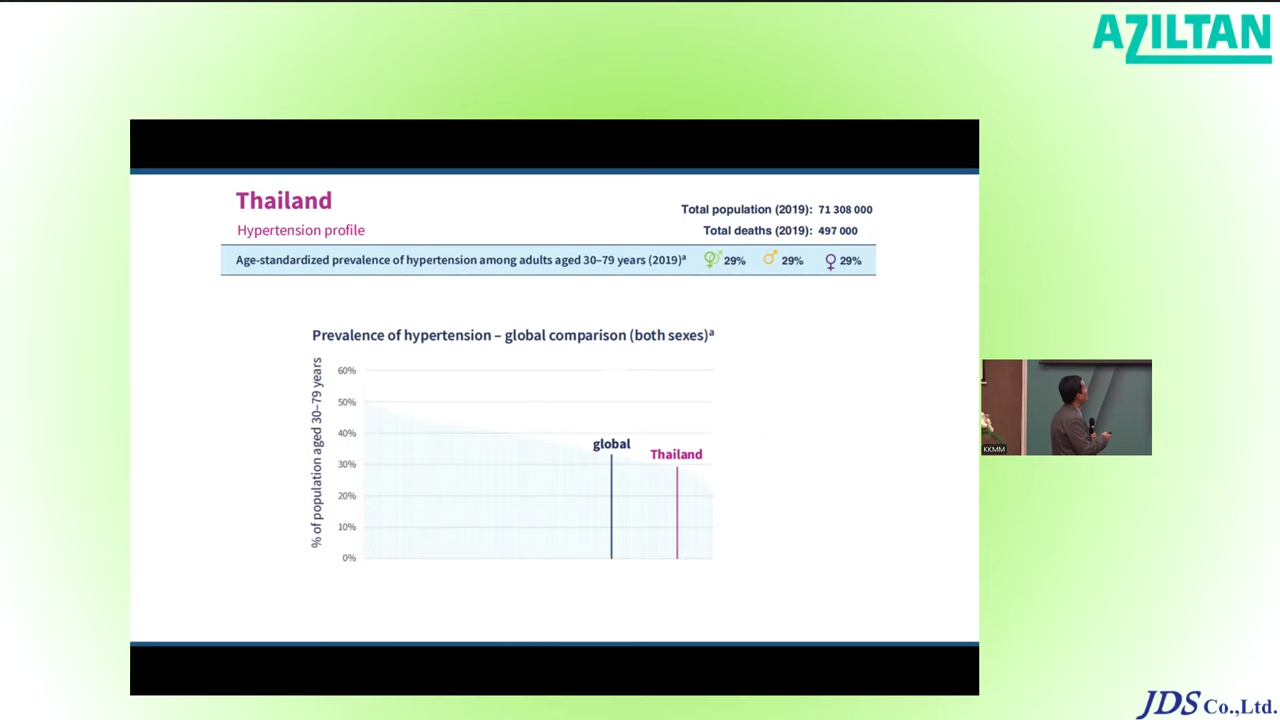 AZILTAN
Thailand
Total population (2019): 71 308 000
Hypertension profile
Total deaths (2019): 497 000
Age-standardized prevalence of hypertension among adults aged 30–79 years (2019)ᵃ 29% 29% 29%
Prevalence of hypertension – global comparison (both sexes)ᵃ
% of population aged 30–79 years
60%
50%
40%
30%
20%
10%
0%
global
Thailand
KKMM
JDS Co.,Ltd.